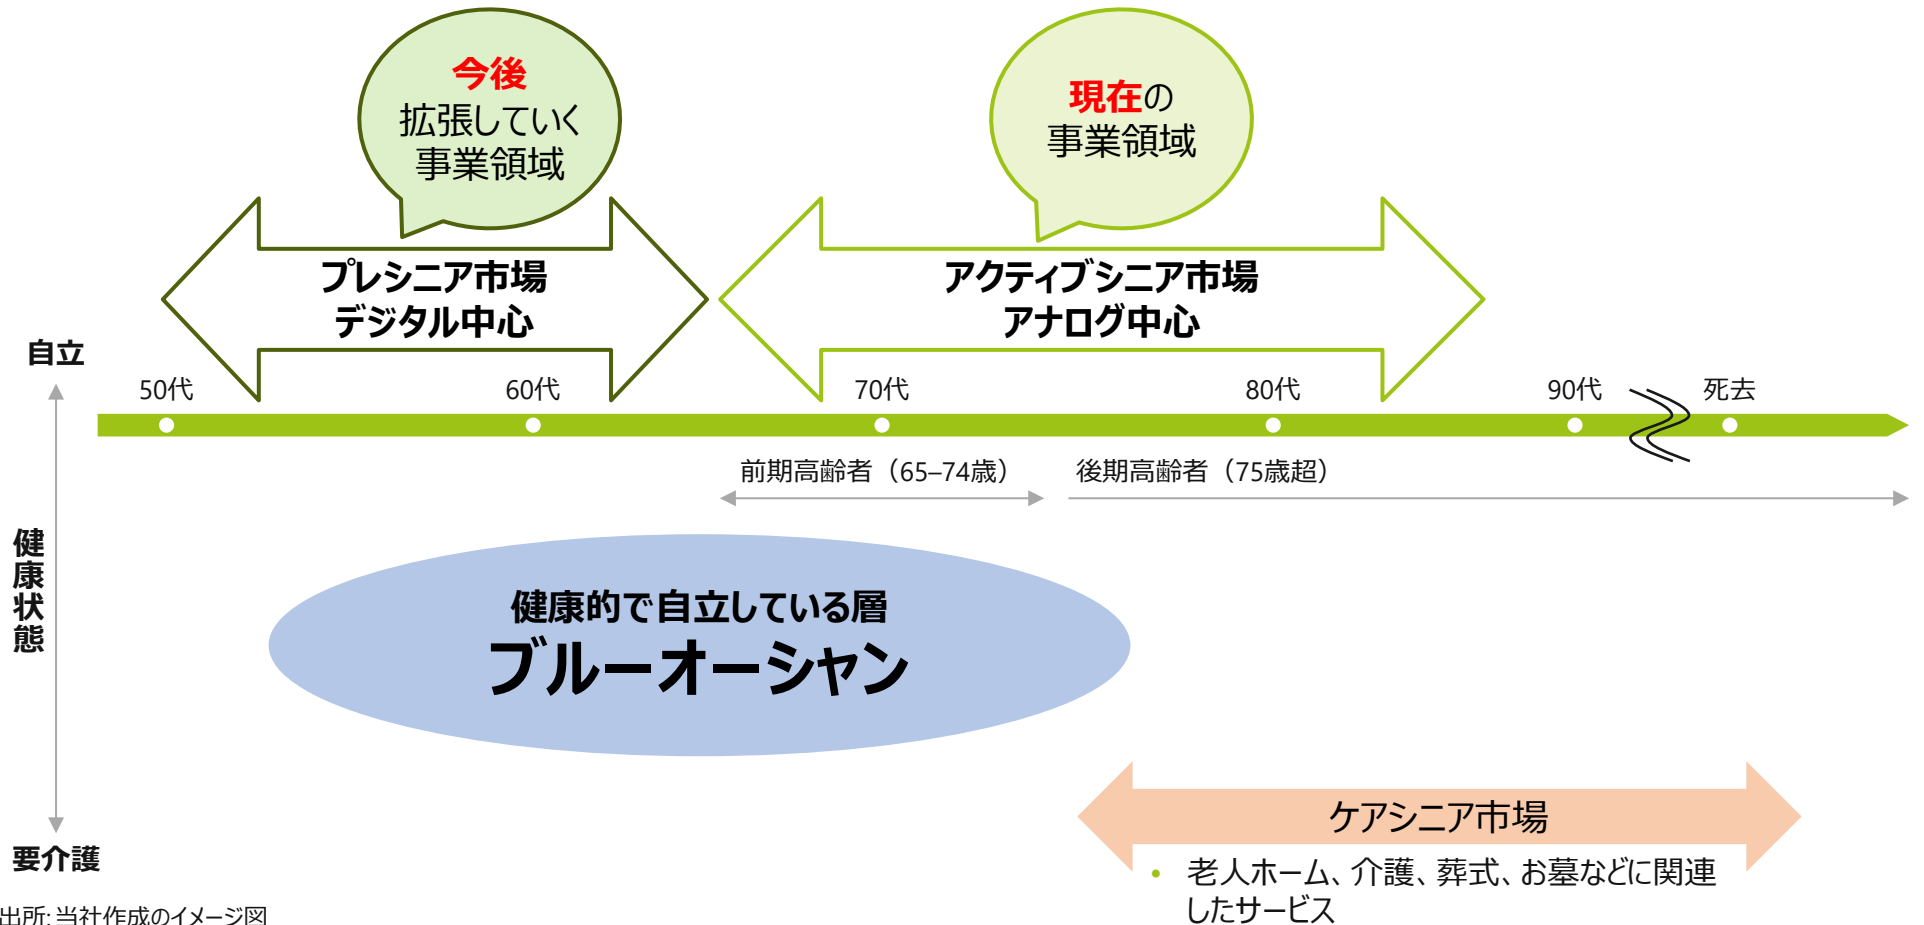 今後
拡張していく
事業領域
現在の
事業領域
プレシニア市場
デジタル中心
アクティブシニア市場
アナログ中心
自立
50代
60代
70代
80代
90代
死去
前期高齢者（65–74歳）
後期高齢者（75歳超）
健康状態
健康的で自立している層
ブルーオーシャン
要介護
ケアシニア市場
• 老人ホーム、介護、葬式、お墓などに関連
したサービス
出所: 当社作成のイメージ図